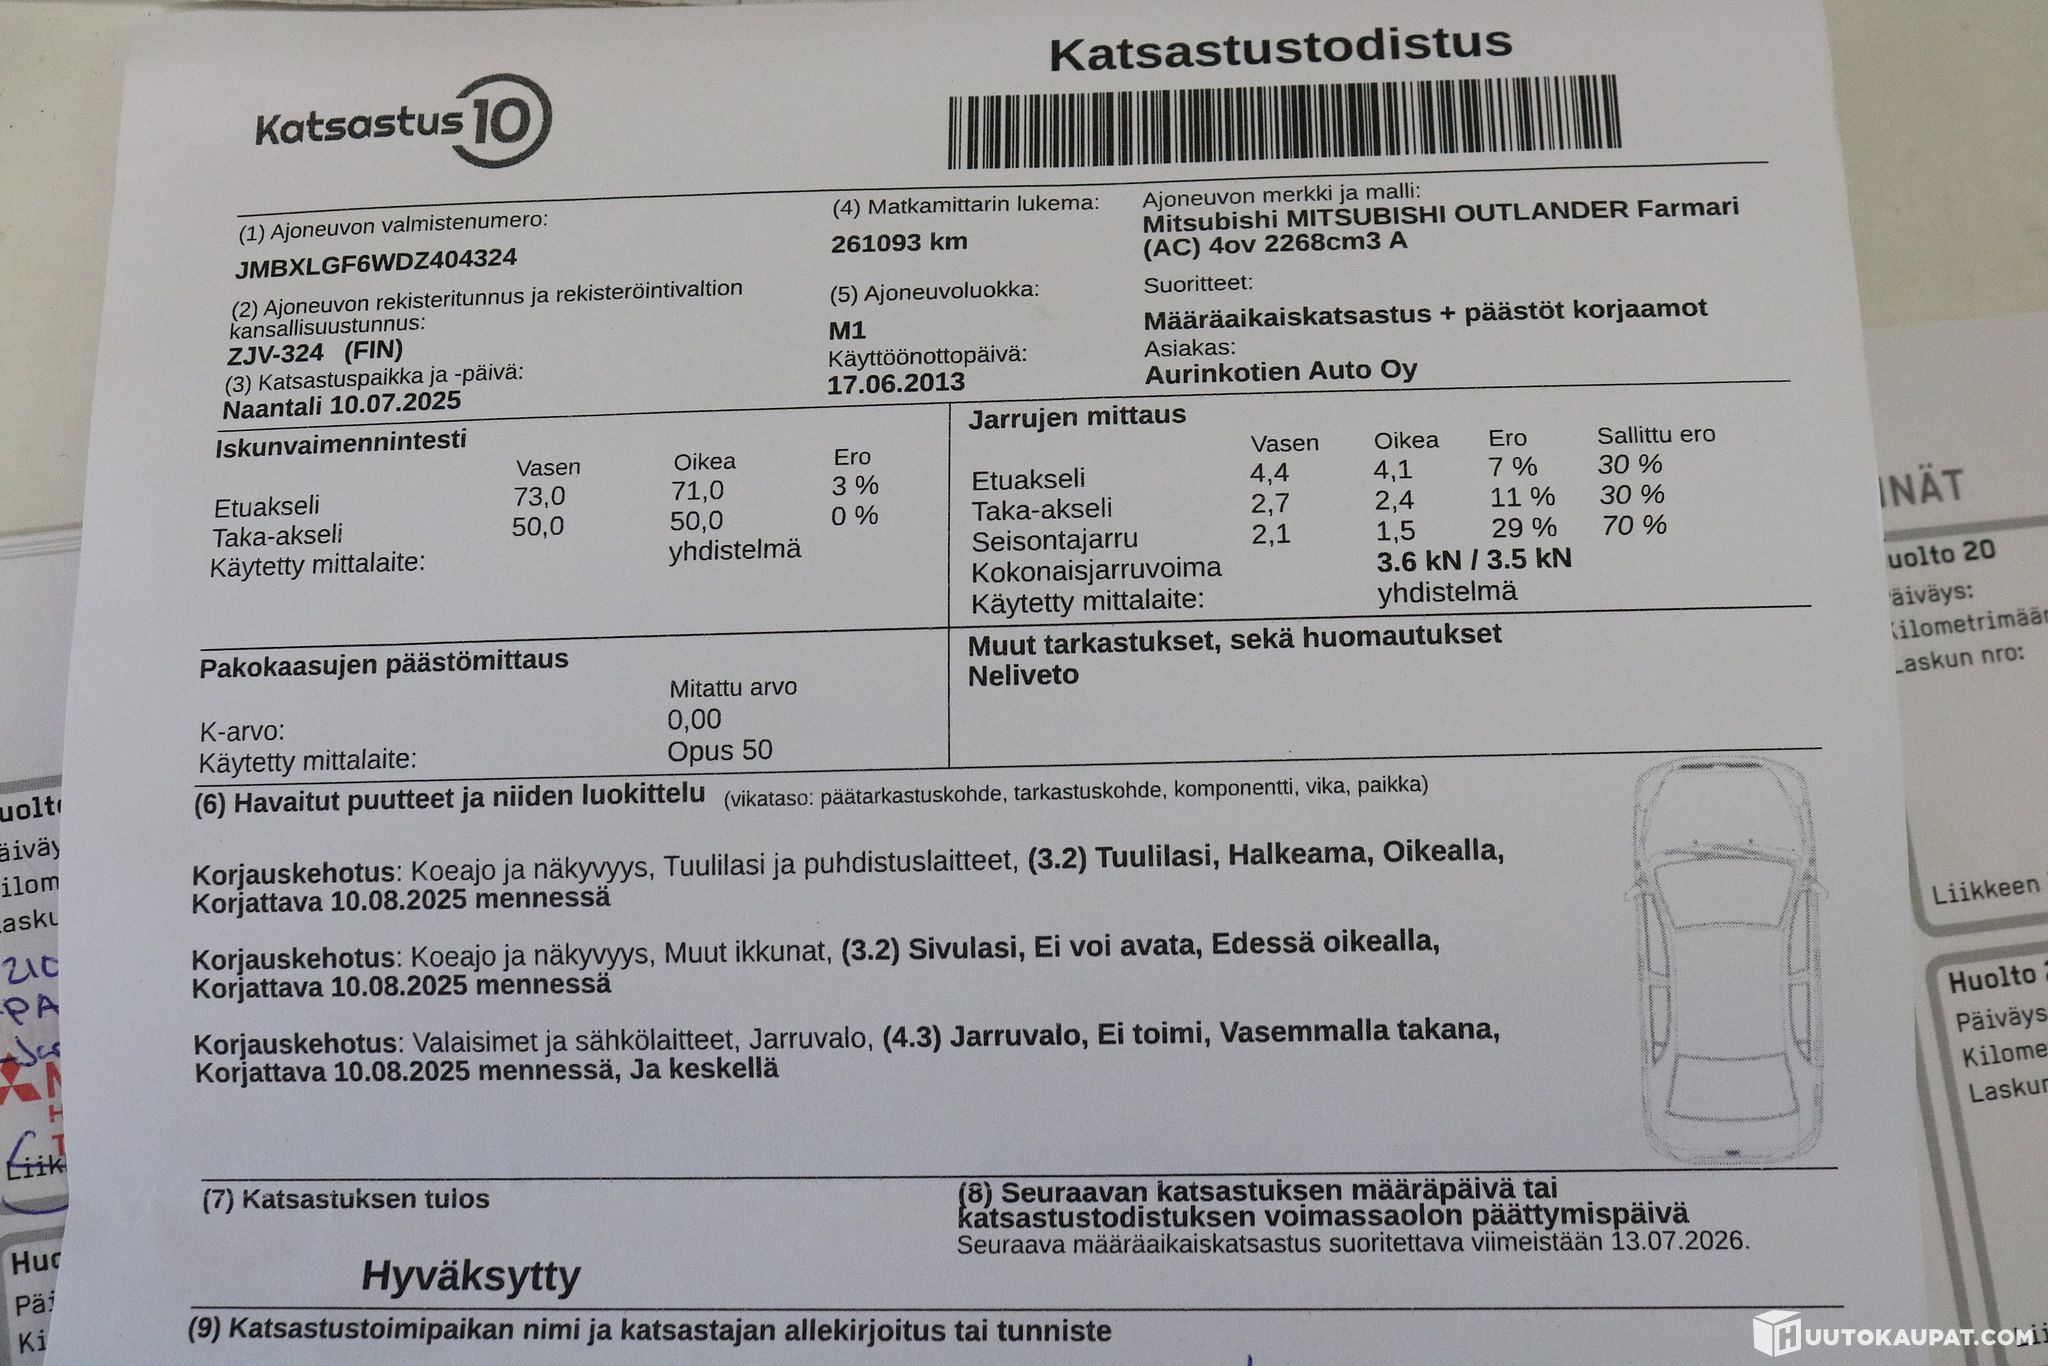 Katsastustodistus
Katsastus 10
(1) Ajoneuvon valmistenumero:
JMBXLGF6WDZ404324
(2) Ajoneuvon rekisteritunnus ja rekisteröintivaltion
kansallisuustunnus:
ZJV-324 (FIN)
(3) Katsastuspaikka ja -päivä:
Naantali 10.07.2025
(4) Matkamittarin lukema:
261093 km
(5) Ajoneuvoluokka:
M1
Käyttöönottopäivä:
17.06.2013
Ajoneuvon merkki ja malli:
Mitsubishi MITSUBISHI OUTLANDER Farmari
(AC) 4ov 2268cm3 A
Suoritteet:
Määräaikaiskatsastus + päästöt korjaamot
Asiakas:
Aurinkotien Auto Oy
Iskunvaimennintesti
Vasen Oikea Ero
Etuakseli 73,0 71,0 3 %
Taka-akseli 50,0 50,0 0 %
Käytetty mittalaite: yhdistelmä
Jarrujen mittaus
Vasen Oikea Ero Sallittu ero
Etuakseli 4,4 4,1 7 % 30 %
Taka-akseli 2,7 2,4 11 % 30 %
Seisontajarru 2,1 1,5 29 % 70 %
Kokonaisjarruvoima 3.6 kN / 3.5 kN
Käytetty mittalaite: yhdistelmä
Pakokaasujen päästömittaus
Mitattu arvo
K-arvo: 0,00
Käytetty mittalaite: Opus 50
Muut tarkastukset, sekä huomautukset
Neliveto
(6) Havaitut puutteet ja niiden luokittelu (vikataso: päätarkastuskohde, tarkastuskohde, komponentti, vika, paikka)
Korjauskehotus: Koeajo ja näkyvyys, Tuulilasi ja puhdistuslaitteet, (3.2) Tuulilasi, Halkeama, Oikealla,
Korjattava 10.08.2025 mennessä
Korjauskehotus: Koeajo ja näkyvyys, Muut ikkunat, (3.2) Sivulasi, Ei voi avata, Edessä oikealla,
Korjattava 10.08.2025 mennessä
Korjauskehotus: Valaisimet ja sähkölaitteet, Jarruvalo, (4.3) Jarruvalo, Ei toimi, Vasemmalla takana,
Korjattava 10.08.2025 mennessä, Ja keskellä
(7) Katsastuksen tulos
Hyväksytty
(8) Seuraavan katsastuksen määräpäivä tai
katsastustodistuksen voimassaolon päättymispäivä
Seuraava määräaikaiskatsastus suoritettava viimeistään 13.07.2026.
(9) Katsastustoimipaikan nimi ja katsastajan allekirjoitus tai tunniste
Huolto 20
Laskun nro:
Liikkeen
Huolto
Päiväys
HUUTOKAUPAT.COM